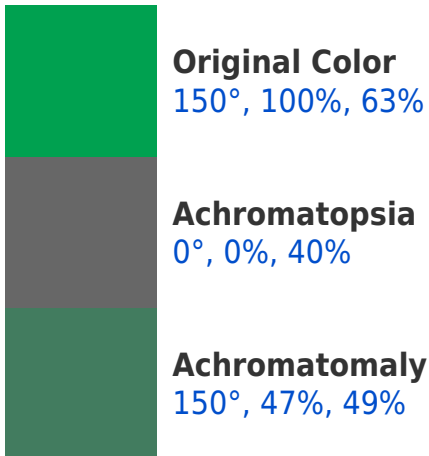 Original Color
150°, 100%, 63%
Achromatopsia
0°, 0%, 40%
Achromatomaly
150°, 47%, 49%